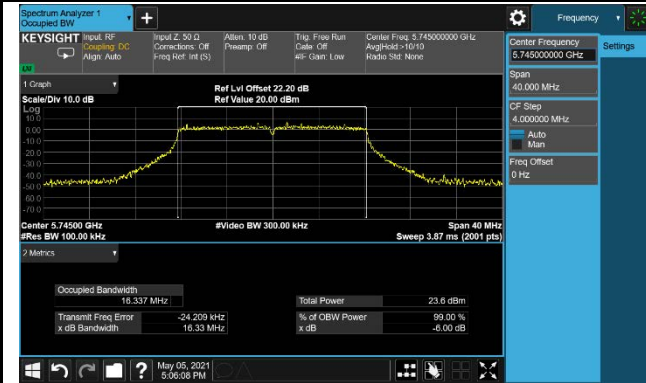 Spectrum Analyzer 1
Occupied BW
+
Frequency
KEYSIGHT
Input: RF
Coupling: DC
Align: Auto
Input Z: 50 Ω
Corrections: Off
Freq Ref: Int (S)
Atten: 10 dB
Preamp: Off
Trig: Free Run
Gate: Off
#IF Gain: Low
Center Freq: 5.745000000 GHz
Avg|Hold:>10/10
Radio Std: None
Center Frequency
5.745000000 GHz
Settings
Span
40.000 MHz
CF Step
4.000000 MHz
Auto
Man
Freq Offset
0 Hz
1 Graph
Scale/Div 10.0 dB
Ref Lvl Offset 22.20 dB
Ref Value 20.00 dBm
Log
10.0
0.00
-10.0
-20.0
-30.0
-40.0
-50.0
-60.0
-70.0
Center 5.74500 GHz
#Video BW 300.00 kHz
Span 40 MHz
#Res BW 100.00 kHz
Sweep 3.87 ms (2001 pts)
2 Metrics
Occupied Bandwidth
16.337 MHz
Total Power 23.6 dBm
Transmit Freq Error -24.209 kHz
% of OBW Power 99.00 %
x dB Bandwidth 16.33 MHz
x dB -6.00 dB
?
May 05, 2021
5:06:08 PM